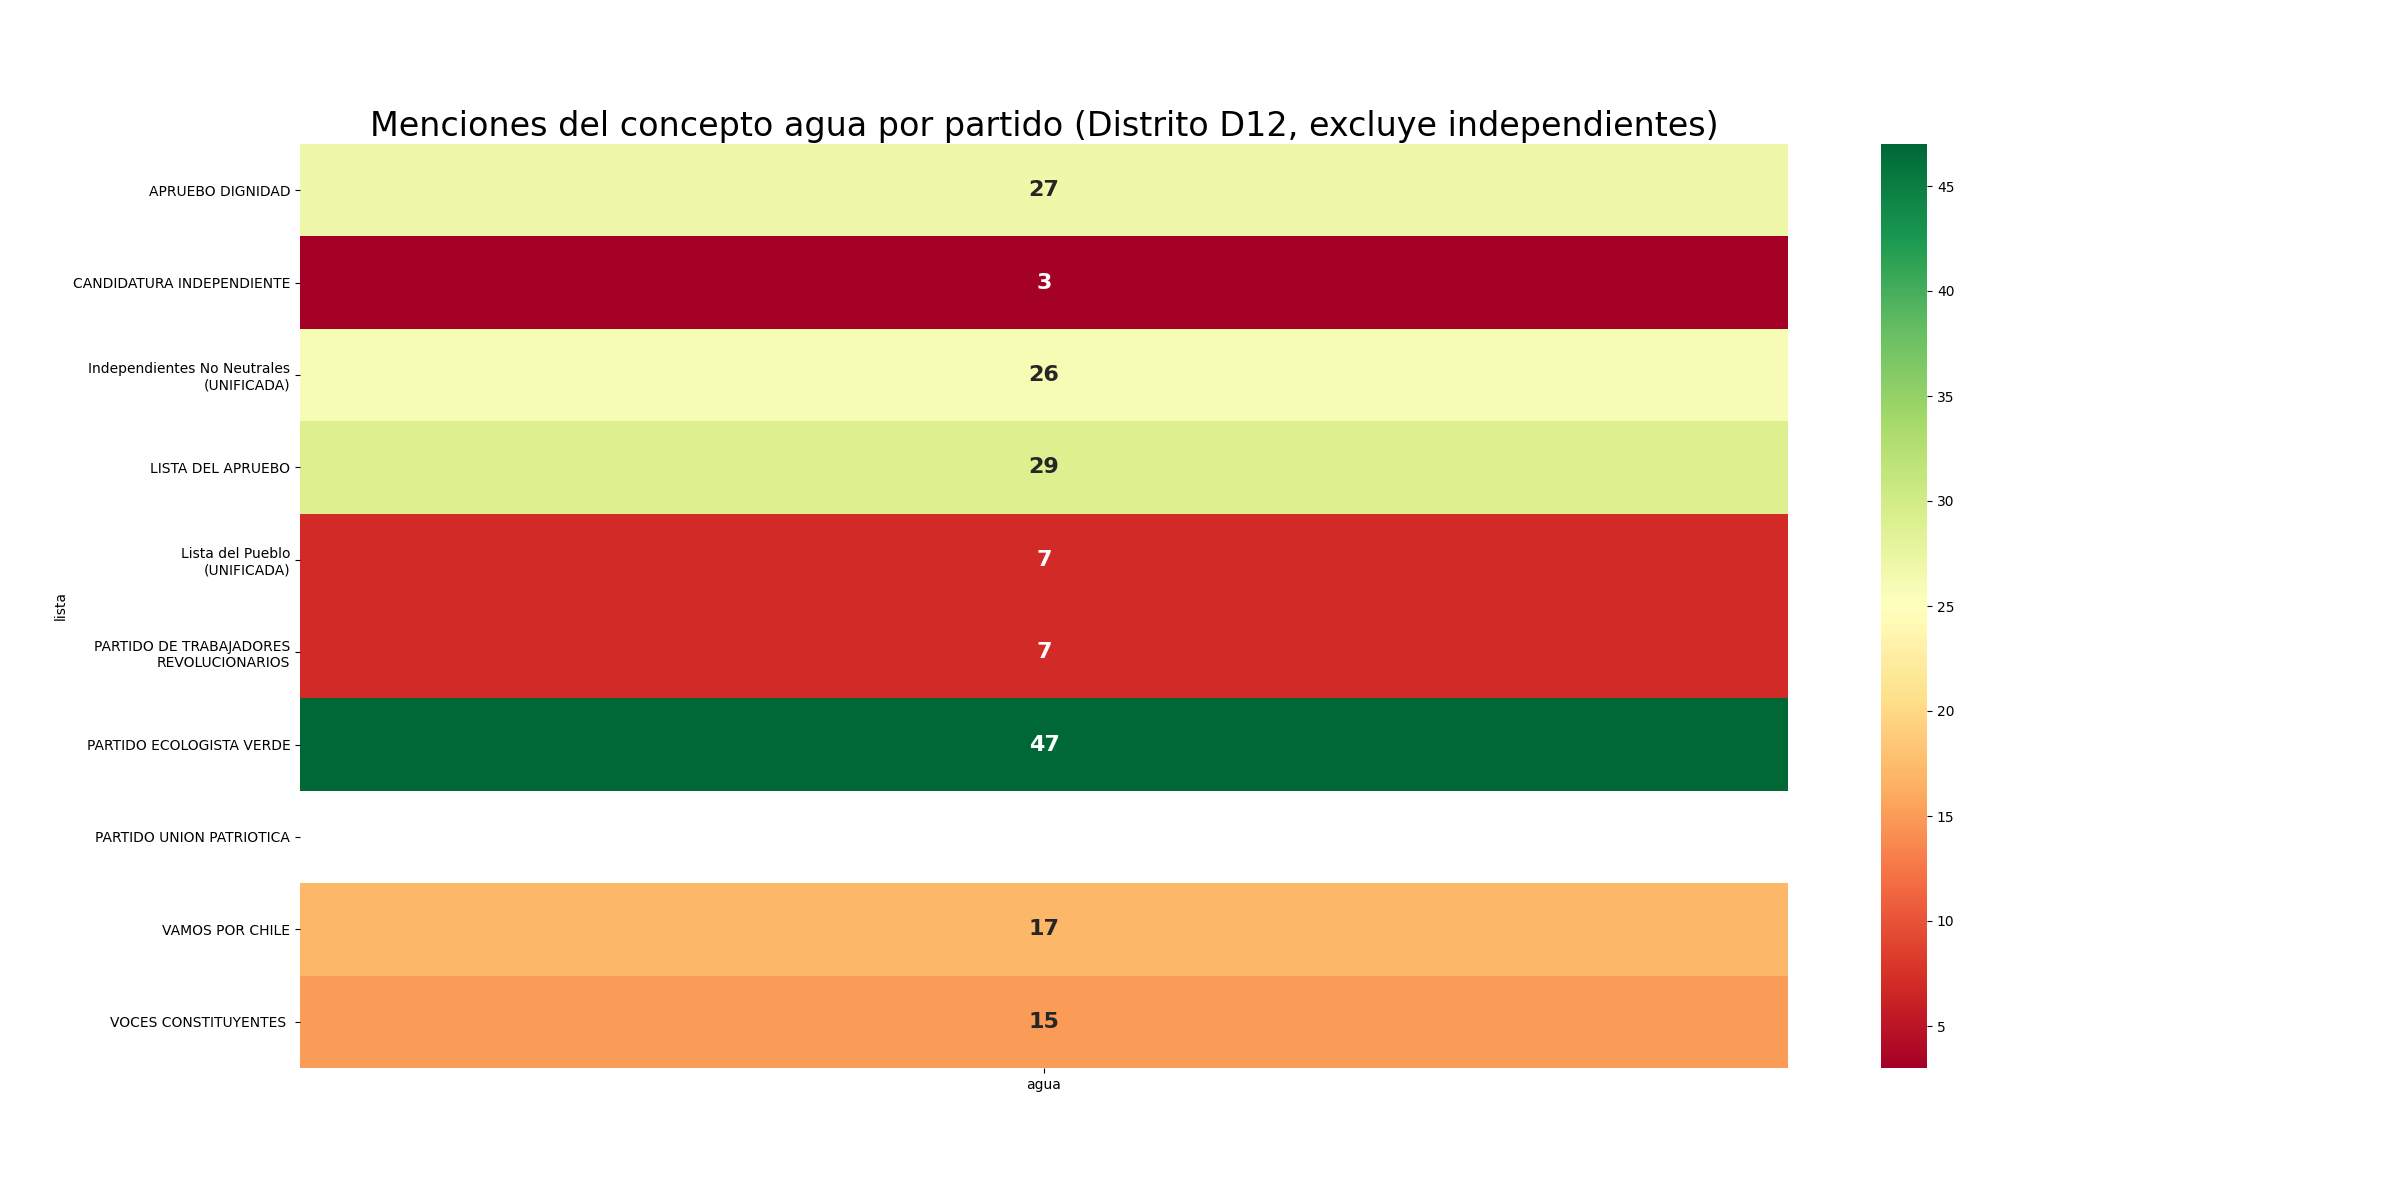 Menciones del concepto agua por partido (Distrito D12, excluye independientes)
APRUEBO DIGNIDAD
27
CANDIDATURA INDEPENDIENTE
3
Independientes No Neutrales
(UNIFICADA)
26
LISTA DEL APRUEBO
29
Lista del Pueblo
(UNIFICADA)
7
PARTIDO DE TRABAJADORES
REVOLUCIONARIOS
7
PARTIDO ECOLOGISTA VERDE
47
PARTIDO UNION PATRIOTICA
VAMOS POR CHILE
17
VOCES CONSTITUYENTES
15
lista
agua
45
40
35
30
25
20
15
10
5